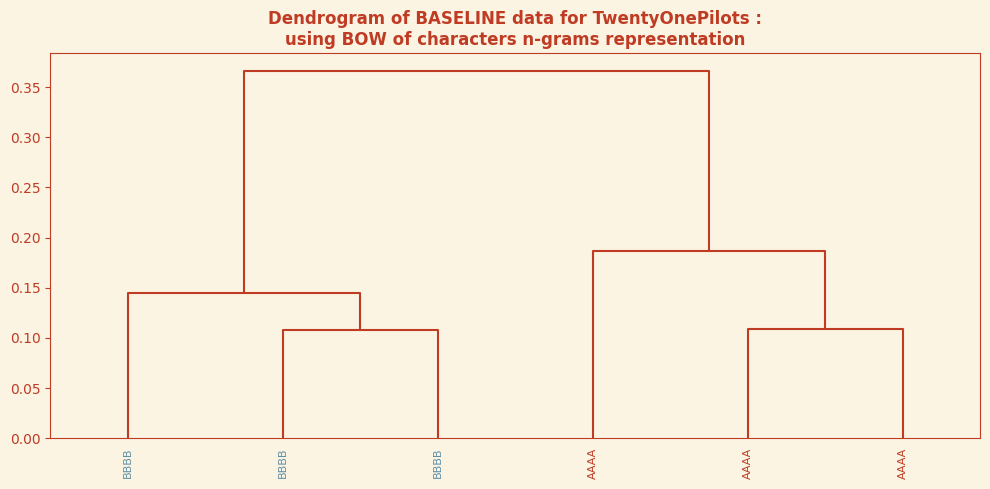 Dendrogram of BASELINE data for TwentyOnePilots :
using BOW of characters n-grams representation
0.35
0.30
0.25
0.20
0.15
0.10
0.05
0.00
BBBB
BBBB
BBBB
AAAA
AAAA
AAAA